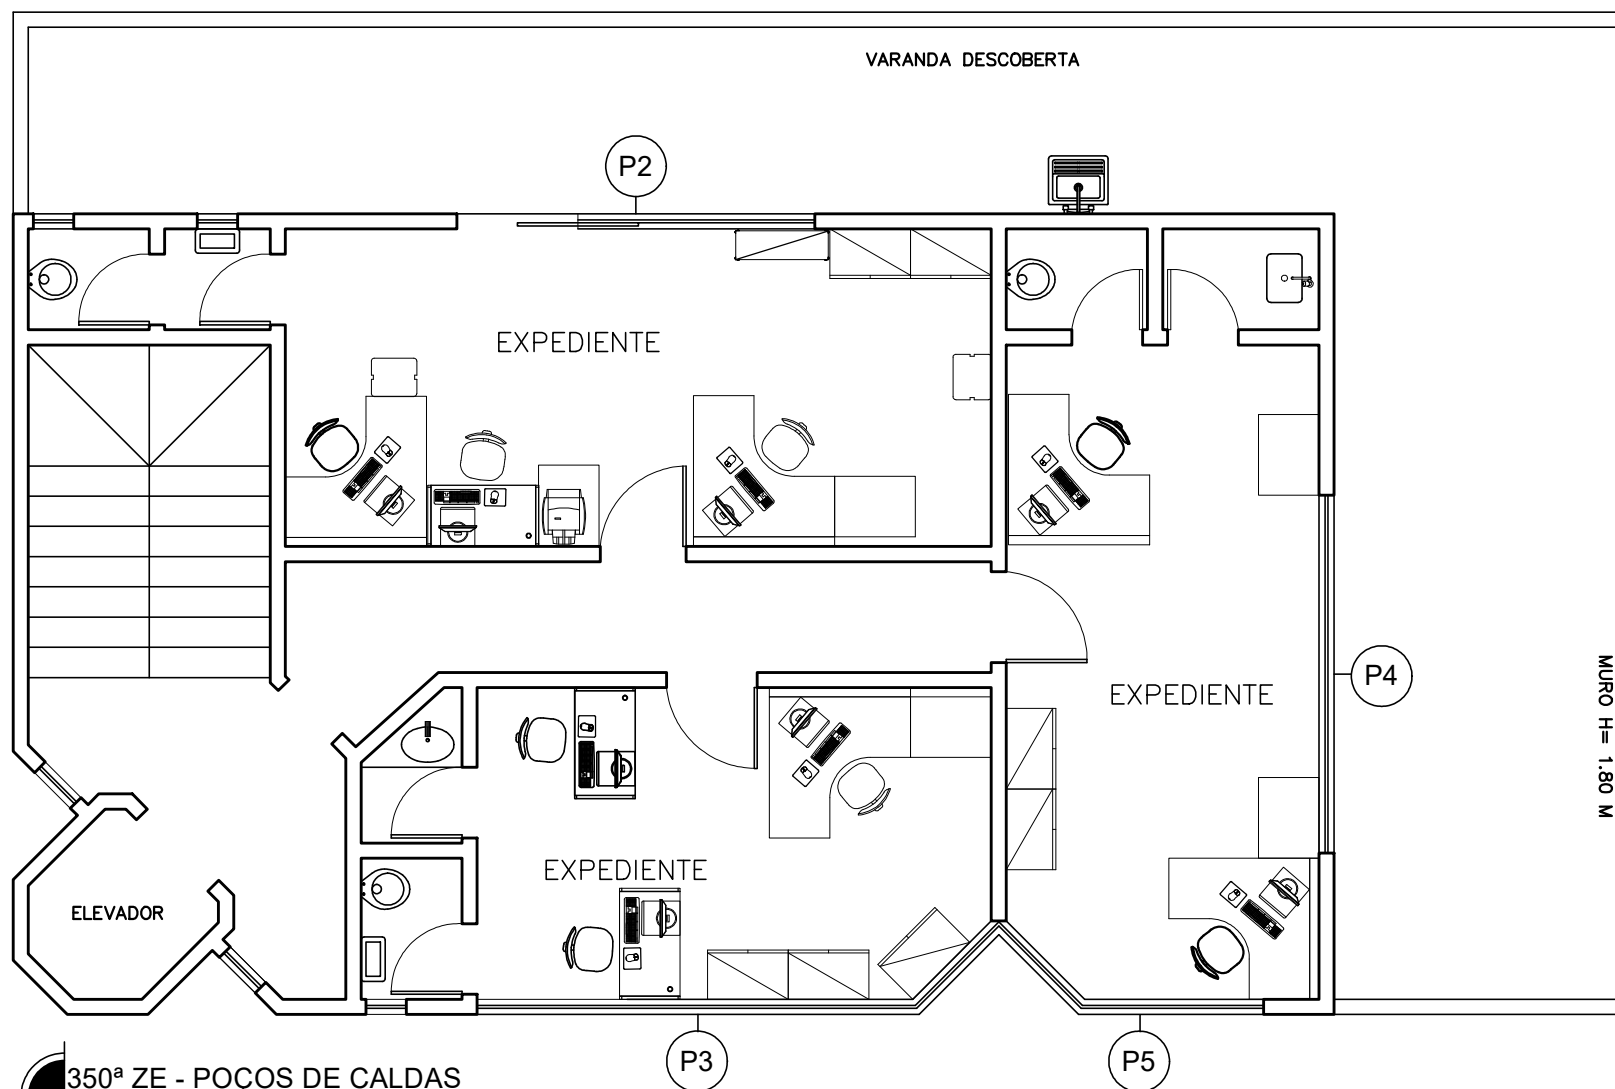 VARANDA DESCOBERTA
P2
EXPEDIENTE
P4
EXPEDIENTE
MURO H= 1.80 M
EXPEDIENTE
ELEVADOR
P3
P5
350ª ZE - POCOS DE CALDAS